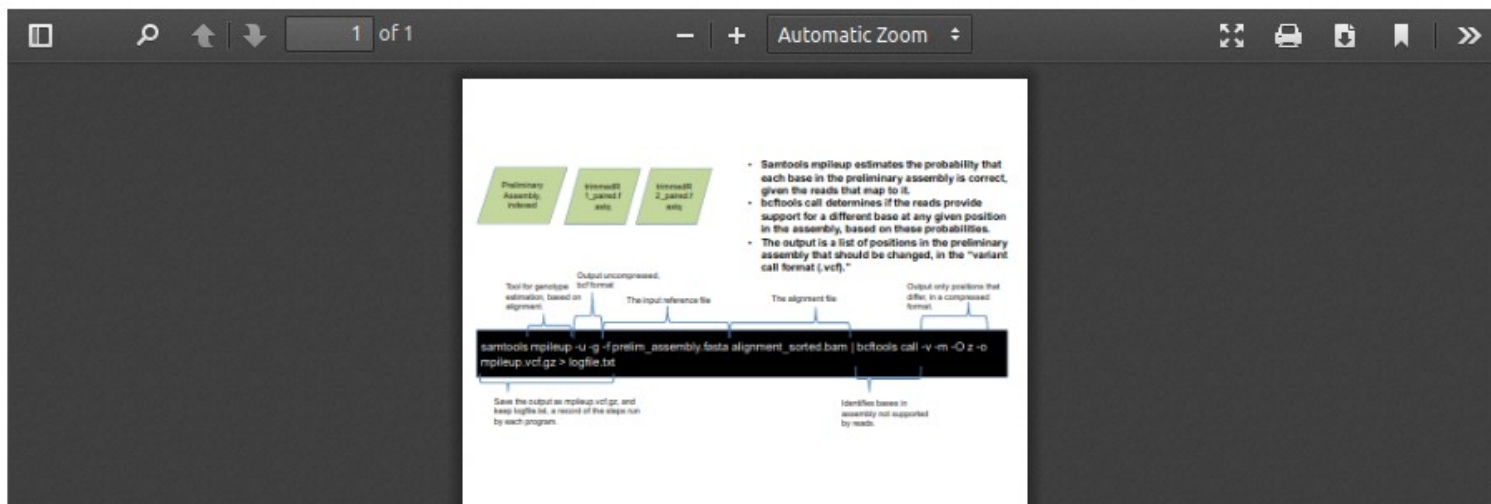 1 of 1
Automatic Zoom
Preliminary
Assembly,
indexed
trimmedR
1_paired.f
astq
trimmedR
2_paired.f
astq
• Samtools mpileup estimates the probability that
each base in the preliminary assembly is correct,
given the reads that map to it.
• bcftools call determines if the reads provide
support for a different base at any given position
in the assembly, based on these probabilities.
• The output is a list of positions in the preliminary
assembly that should be changed, in the "variant
call format (.vcf)."
Tool for genotype
estimation, based on
alignment.
Output uncompressed,
bcf format
The input reference file
The alignment file
Output only positions that
differ, in a compressed
format.
samtools mpileup -u -g -f prelim_assembly.fasta alignment_sorted.bam | bcftools call -v -m -O z -o
mpileup.vcf.gz > logfile.txt
Save the output as mpileup.vcf.gz, and
keep logfile.txt, a record of the steps run
by each program.
Identifies bases in
assembly not supported
by reads.